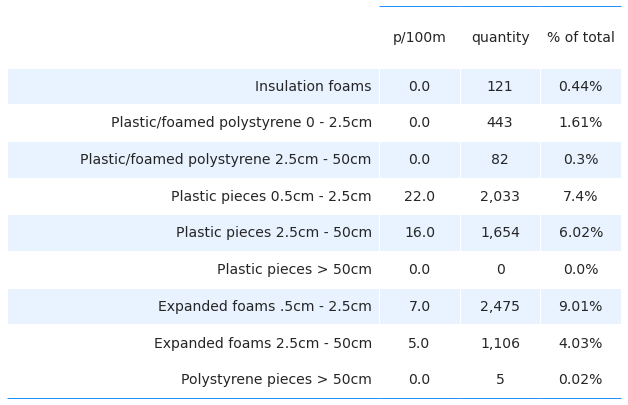 p/100m quantity % of total
Insulation foams 0.0 121 0.44%
Plastic/foamed polystyrene 0 - 2.5cm 0.0 443 1.61%
Plastic/foamed polystyrene 2.5cm - 50cm 0.0 82 0.3%
Plastic pieces 0.5cm - 2.5cm 22.0 2,033 7.4%
Plastic pieces 2.5cm - 50cm 16.0 1,654 6.02%
Plastic pieces > 50cm 0.0 0 0.0%
Expanded foams .5cm - 2.5cm 7.0 2,475 9.01%
Expanded foams 2.5cm - 50cm 5.0 1,106 4.03%
Polystyrene pieces > 50cm 0.0 5 0.02%